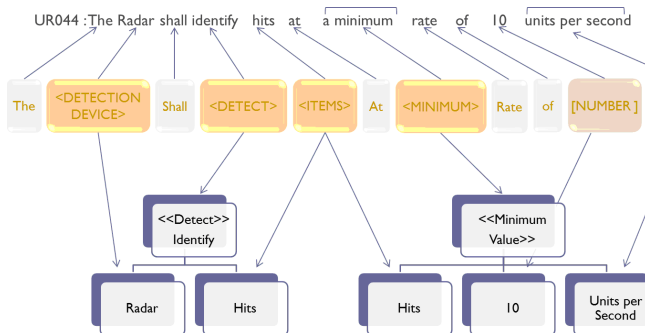 UR044 : The Radar shall identify hits at a minimum rate of 10 units per second
The <DETECTION DEVICE> Shall <DETECT> <ITEMS> At <MINIMUM> Rate of [NUMBER]
<<Detect>>
Identify
<<Minimum
Value>>
Radar
Hits
Hits
10
Units per
Second